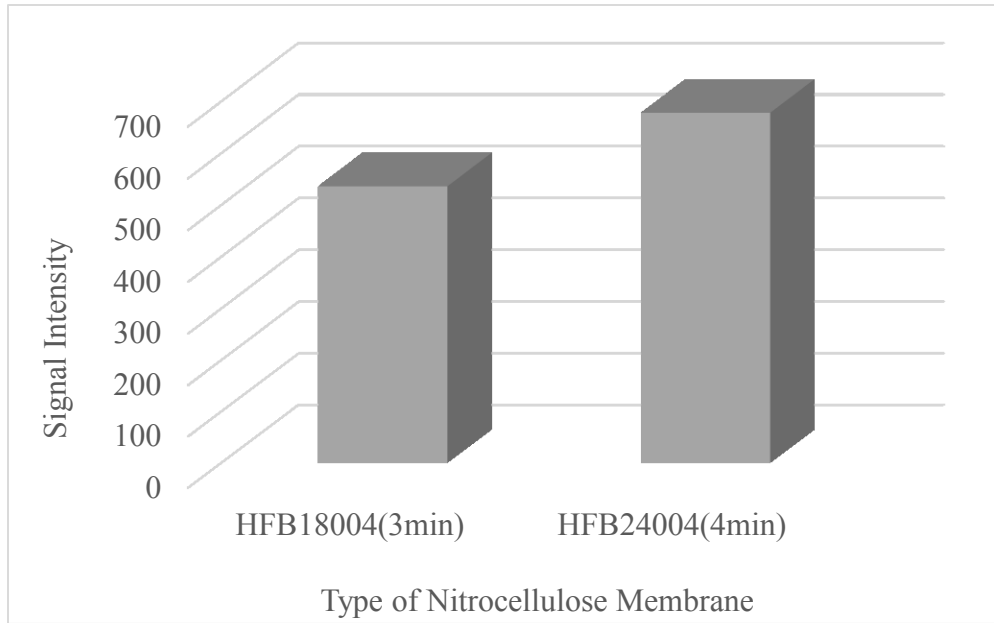 700
600
500
400
300
200
100
0
Signal Intensity
HFB18004(3min) HFB24004(4min)
Type of Nitrocellulose Membrane